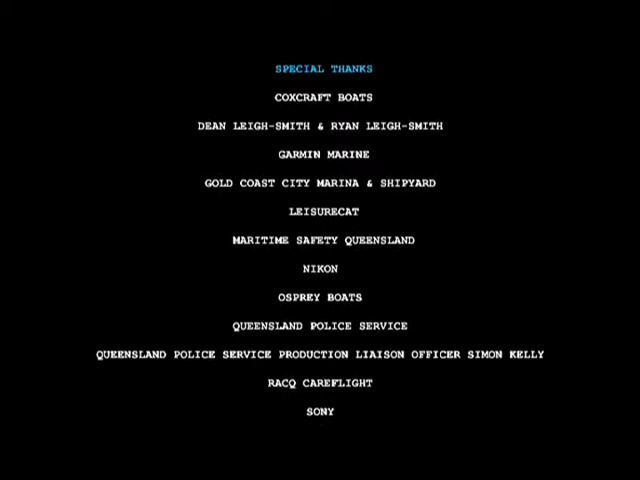 SPECIAL THANKS
COXCRAFT BOATS
DEAN LEIGH-SMITH & RYAN LEIGH-SMITH
GARMIN MARINE
GOLD COAST CITY MARINA & SHIPYARD
LEISURECAT
MARITIME SAFETY QUEENSLAND
NIKON
OSPREY BOATS
QUEENSLAND POLICE SERVICE
QUEENSLAND POLICE SERVICE PRODUCTION LIAISON OFFICER SIMON KELLY
RACQ CAREFLIGHT
SONY